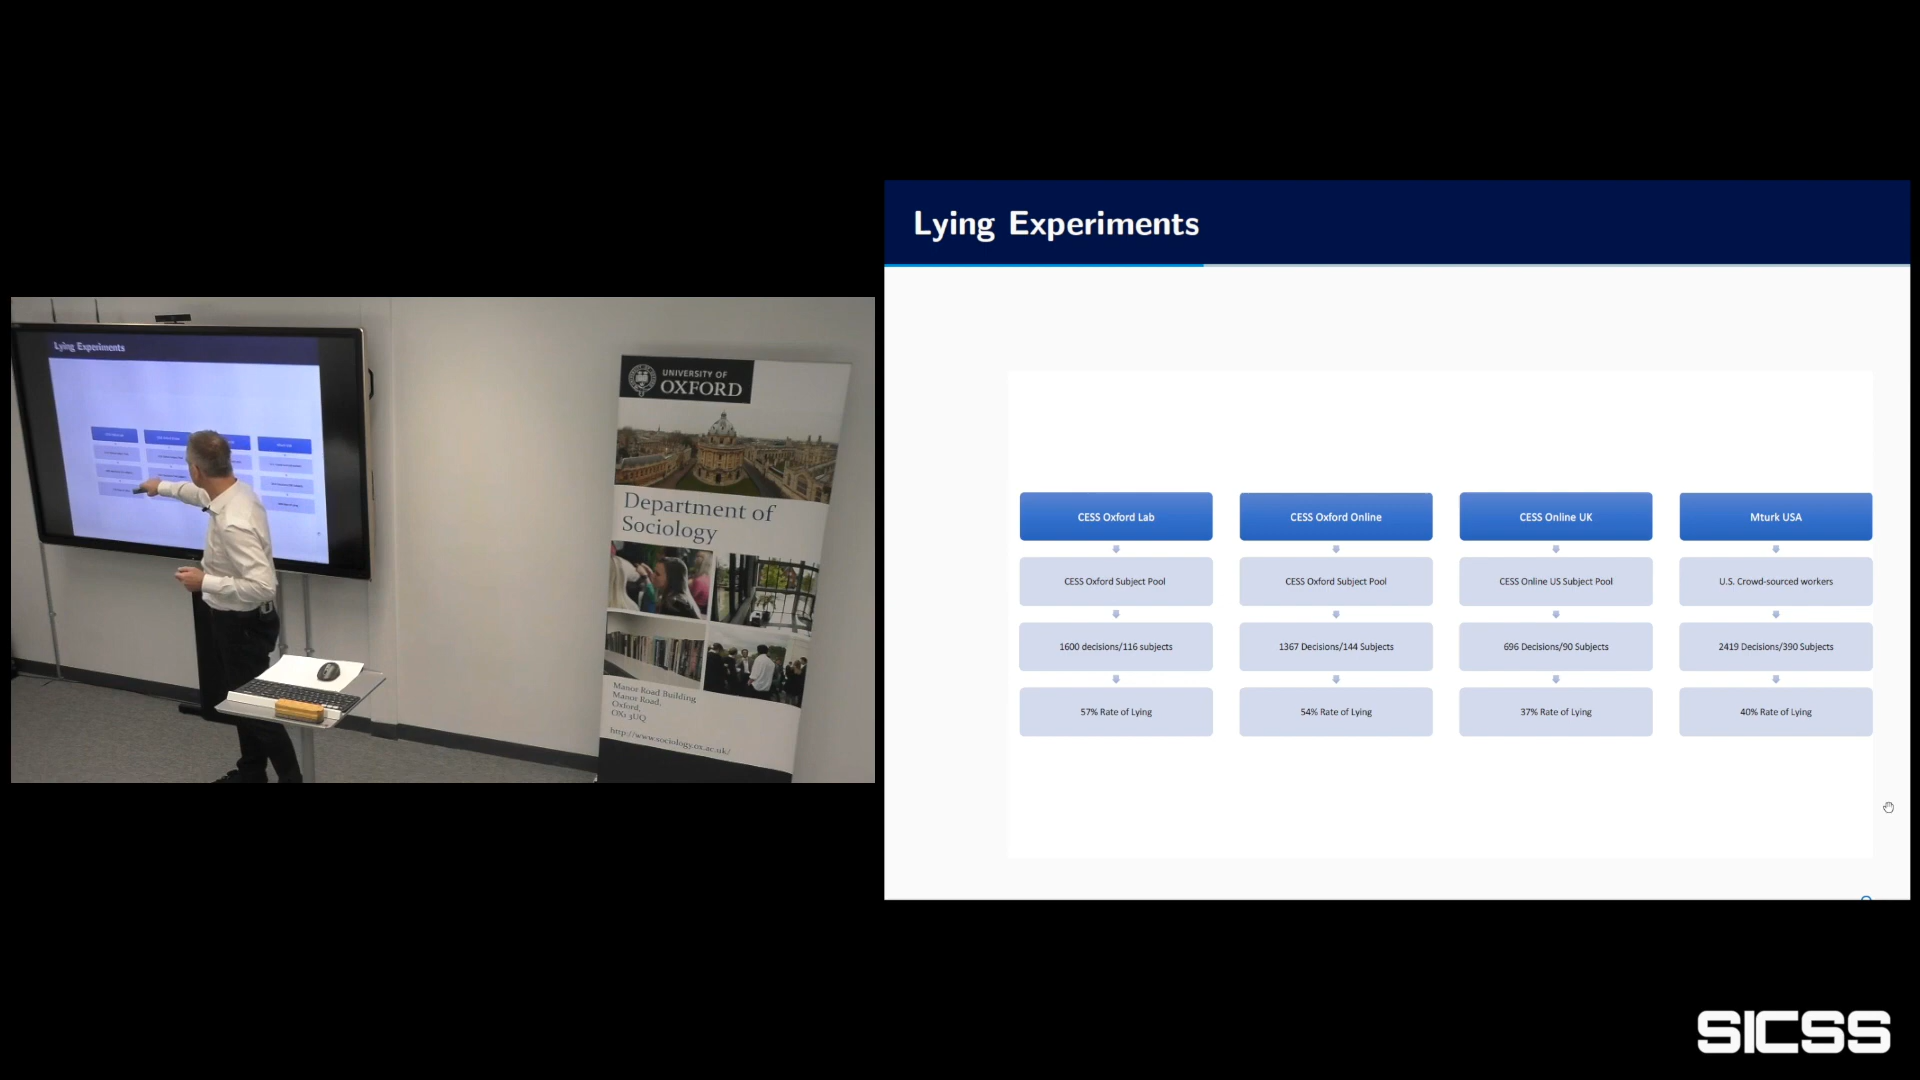 Lying Experiments
UNIVERSITY OF
OXFORD
Department of
Sociology
Manor Road Building
Manor Road,
Oxford,
OX1 3UQ
http://www.sociology.ox.ac.uk/
Lying Experiments
CESS Oxford Lab
CESS Oxford Subject Pool
1600 decisions/116 subjects
57% Rate of Lying
CESS Oxford Online
CESS Oxford Subject Pool
1367 Decisions/144 Subjects
54% Rate of Lying
CESS Online UK
CESS Online US Subject Pool
696 Decisions/90 Subjects
37% Rate of Lying
Mturk USA
U.S. Crowd-sourced workers
2419 Decisions/390 Subjects
40% Rate of Lying
SICSS